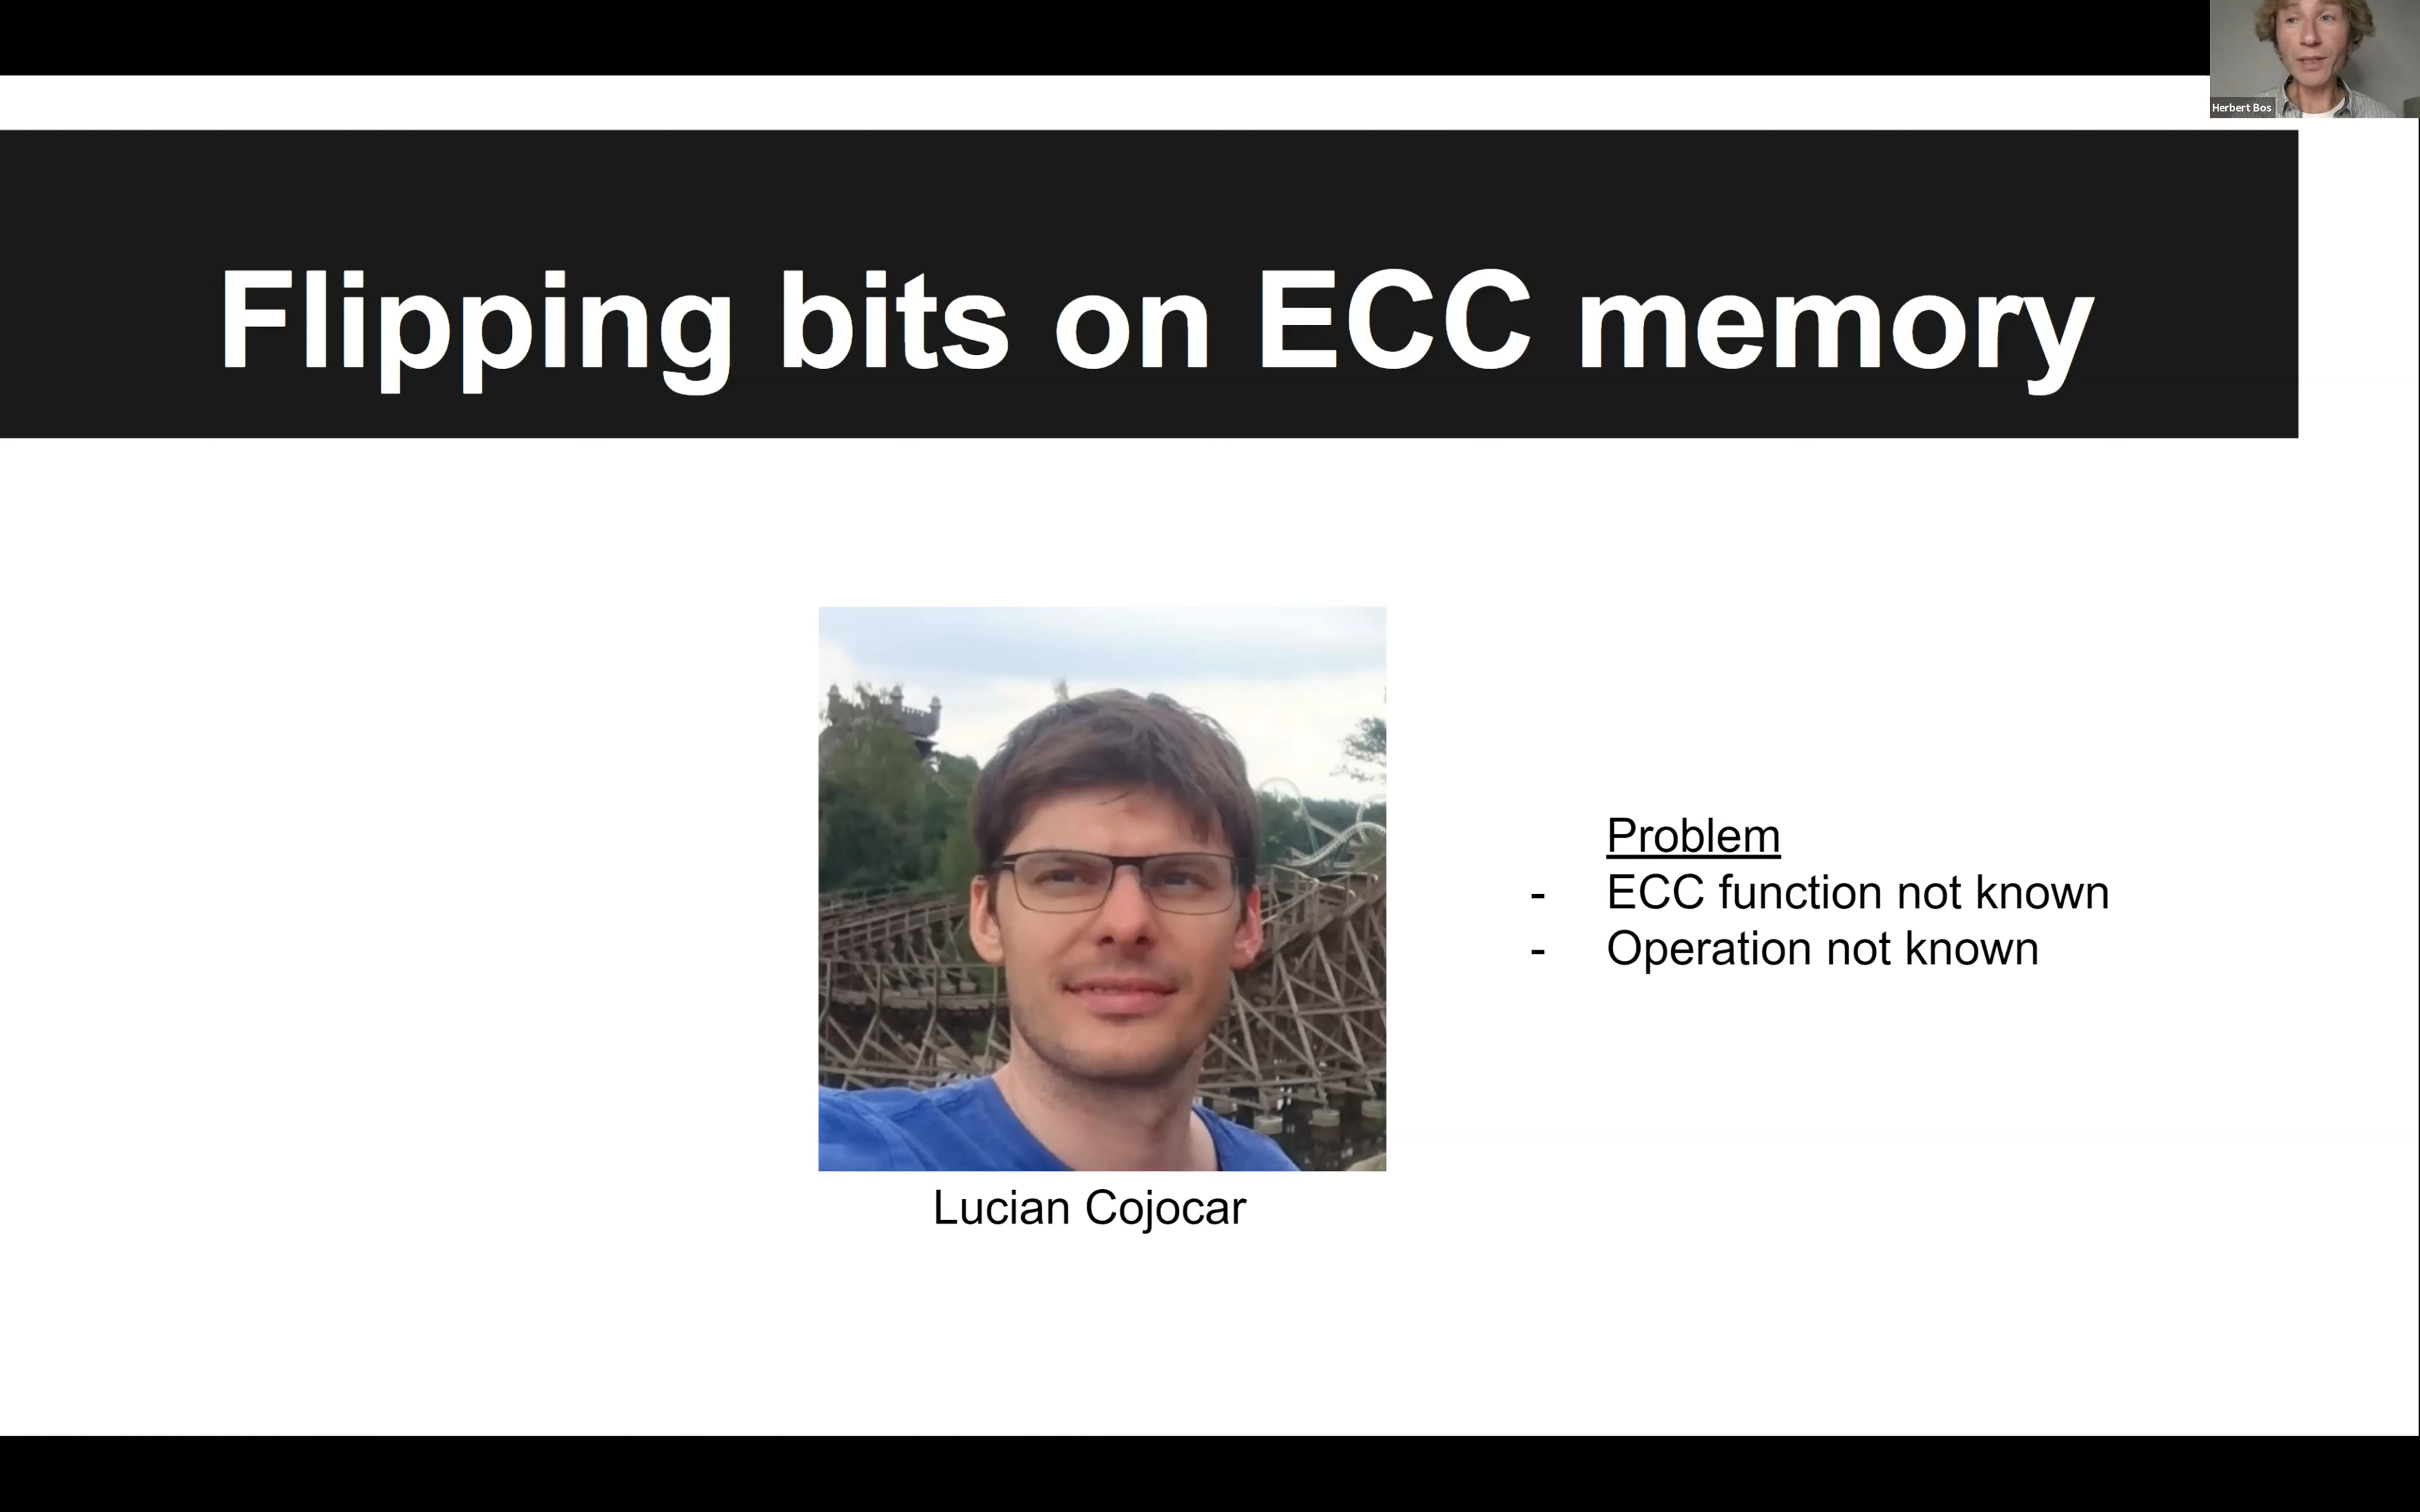 Herbert Bos
Flipping bits on ECC memory
Problem
- ECC function not known
- Operation not known
Lucian Cojocar